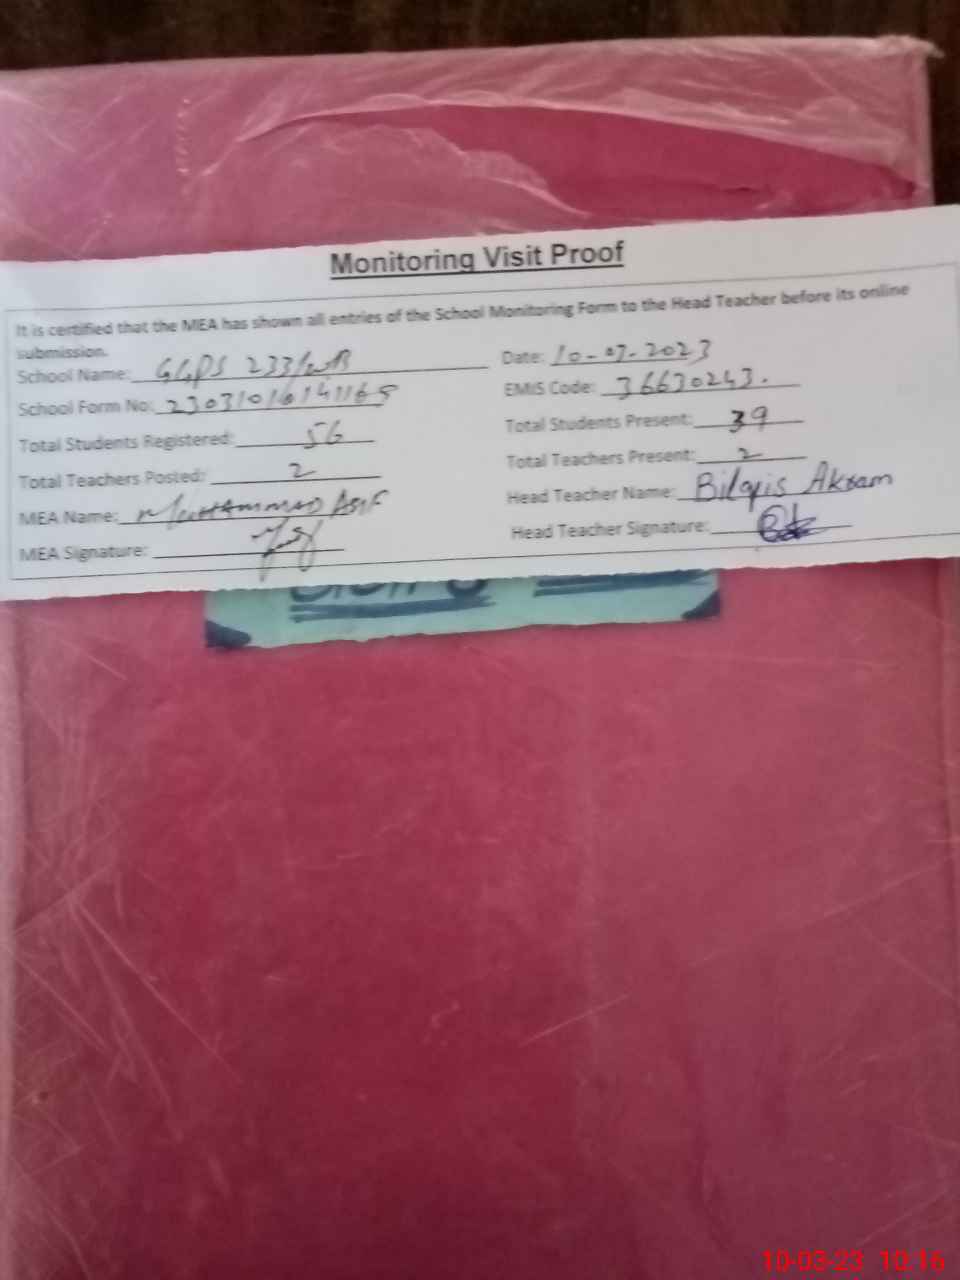 Monitoring Visit Proof
It is certified that the MEA has shown all entries of the School Monitoring Form to the Head Teacher before its online
submission.
School Name: GGPS 233/WB
Date: 10-03-2023
School Form No: 23031016141165
EMIS Code: 36630243.
Total Students Registered: 56
Total Students Present: 39
Total Teachers Posted: 2
Total Teachers Present: 2
MEA Name: MUHAMMAD ASIF
Head Teacher Name: Bilqis Akram
MEA Signature:
Head Teacher Signature:
10-03-23 10:16